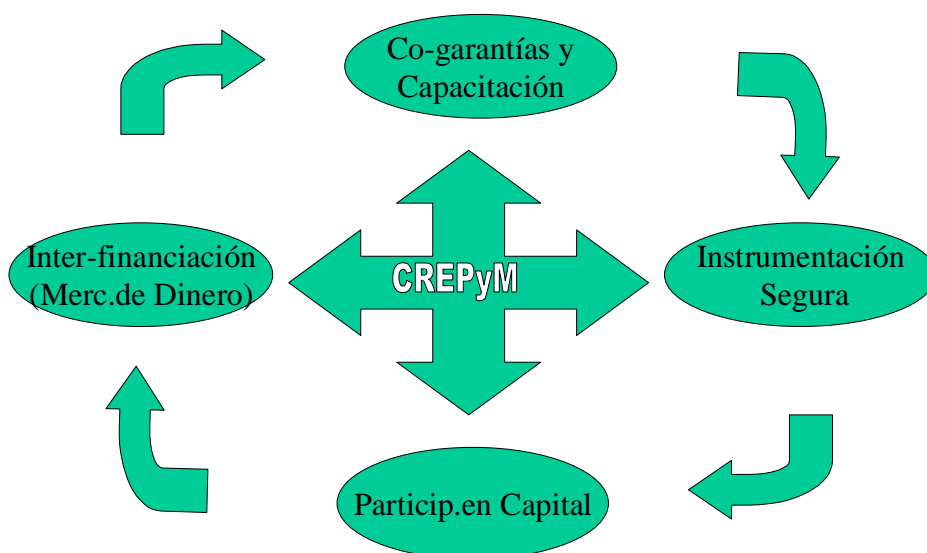 Co-garantías y
Capacitación
Inter-financiación
(Merc.de Dinero)
CREPyM
Instrumentación
Segura
Particip.en Capital